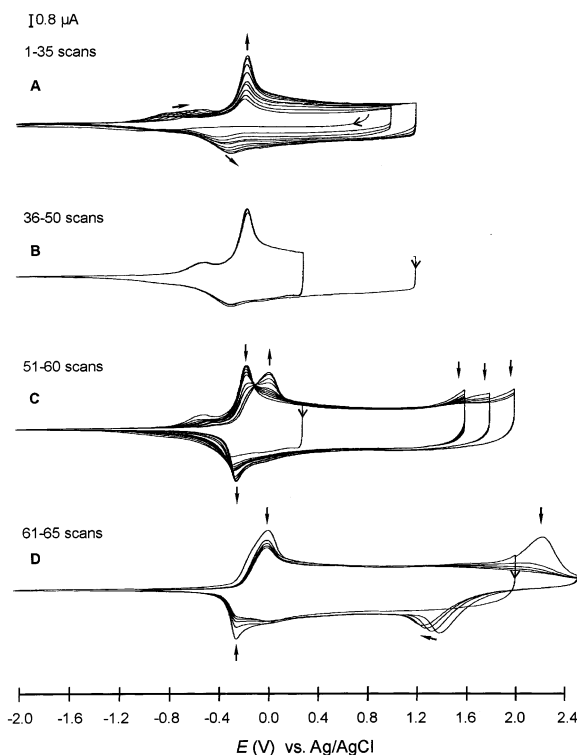 0.8 µA
1-35 scans
A
36-50 scans
B
51-60 scans
C
61-65 scans
D
-2.0 -1.6 -1.2 -0.8 -0.4 0.0 0.4 0.8 1.2 1.6 2.0 2.4
E (V) vs. Ag/AgCl